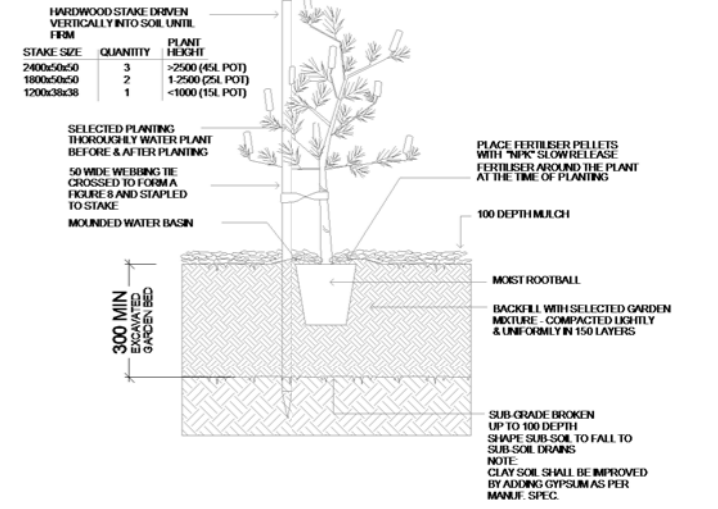 HARDWOOD STAKE DRIVEN
VERTICALLY INTO SOIL UNTIL
FIRM
STAKE SIZE QUANTITY PLANT HEIGHT
2400x50x50 3 >2500 (45L POT)
1800x50x50 2 1-2500 (25L POT)
1200x38x38 1 <1000 (15L POT)
SELECTED PLANTING
THOROUGHLY WATER PLANT
BEFORE & AFTER PLANTING
50 WIDE WEBBING TIE
CROSSED TO FORM A
FIGURE 8 AND STAPLED
TO STAKE
MOUNDED WATER BASIN
300 MIN
EXCAVATED
GARDEN BED
PLACE FERTILISER PELLETS
WITH "NPK" SLOW RELEASE
FERTILISER AROUND THE PLANT
AT THE TIME OF PLANTING
100 DEPTH MULCH
MOIST ROOTBALL
BACKFILL WITH SELECTED GARDEN
MIXTURE - COMPACTED LIGHTLY
& UNIFORMLY IN 150 LAYERS
SUB-GRADE BROKEN
UP TO 100 DEPTH
SHAPE SUB-SOIL TO FALL TO
SUB-SOIL DRAINS
NOTE:
CLAY SOIL SHALL BE IMPROVED
BY ADDING GYPSUM AS PER
MANUF. SPEC.